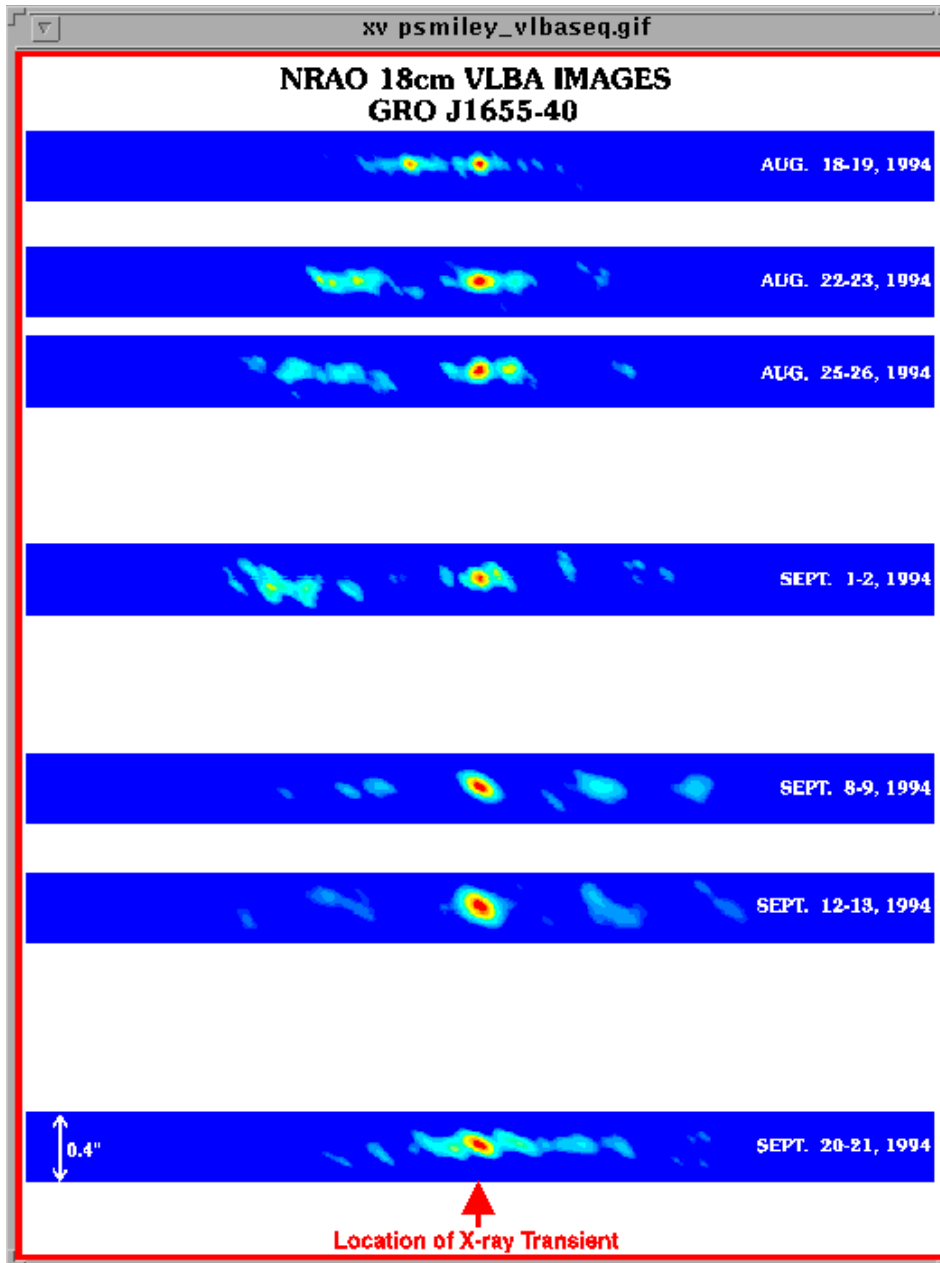 xv psmiley_vlbaseq.gif
NRAO 18cm VLBA IMAGES
GRO J1655-40
AUG. 18-19, 1994
AUG. 22-23, 1994
AUG. 25-26, 1994
SEPT. 1-2, 1994
SEPT. 8-9, 1994
SEPT. 12-13, 1994
0.4"
SEPT. 20-21, 1994
Location of X-ray Transient